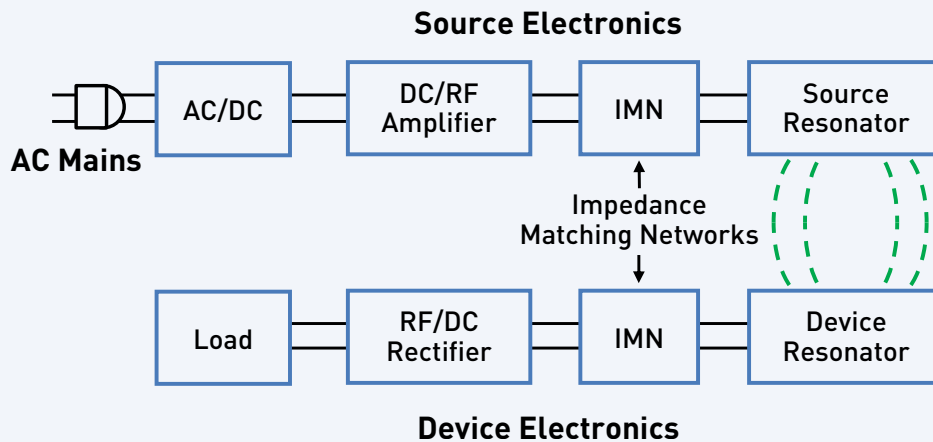 Source Electronics
AC Mains
AC/DC
DC/RF
Amplifier
IMN
Source
Resonator
Impedance
Matching Networks
Load
RF/DC
Rectifier
IMN
Device
Resonator
Device Electronics